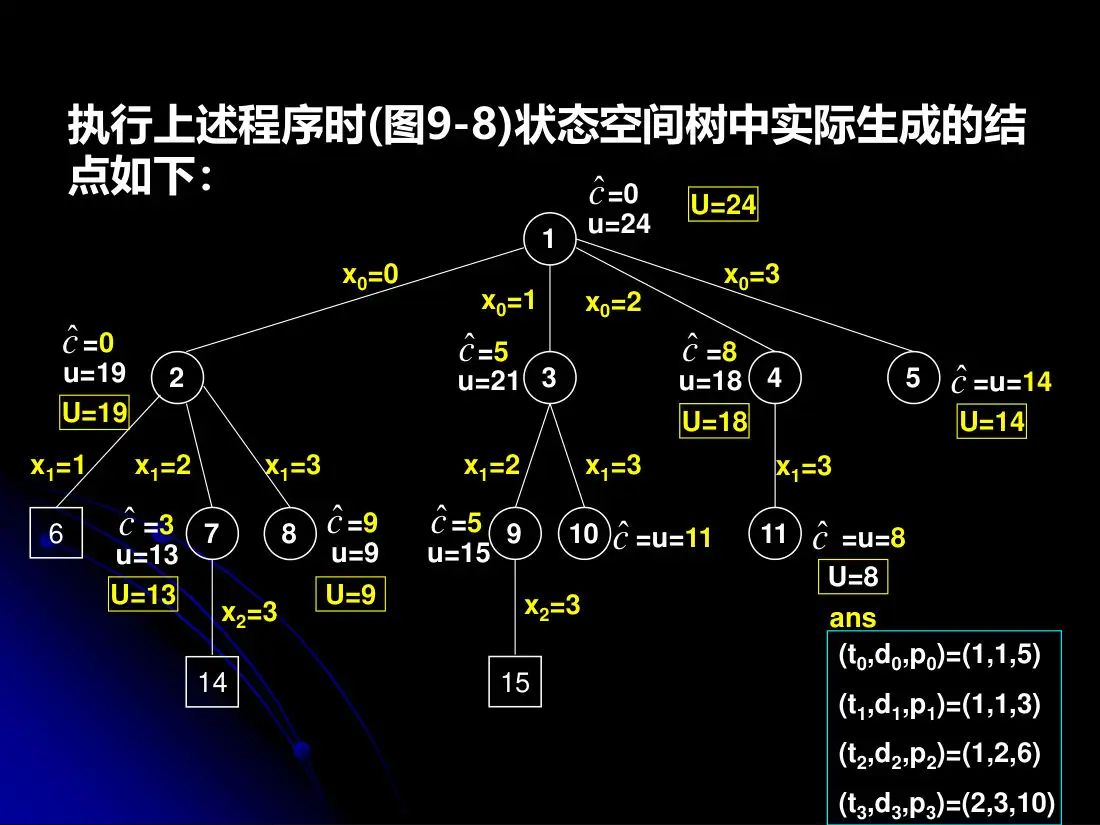 执行上述程序时(图9-8)状态空间树中实际生成的结
点如下：
ĉ=0
u=24
U=24
1
x₀=0
x₀=1
x₀=2
x₀=3
ĉ=0
u=19
U=19
2
ĉ=5
u=21
3
ĉ=8
u=18
U=18
4
5
ĉ=u=14
U=14
x₁=1
x₁=2
x₁=3
x₁=2
x₁=3
x₁=3
6
ĉ=3
u=13
U=13
7
8
ĉ=9
u=9
U=9
ĉ=5
u=15
9
10
ĉ=u=11
11
ĉ=u=8
U=8
ans
x₂=3
x₂=3
14
15
(t₀,d₀,p₀)=(1,1,5)
(t₁,d₁,p₁)=(1,1,3)
(t₂,d₂,p₂)=(1,2,6)
(t₃,d₃,p₃)=(2,3,10)